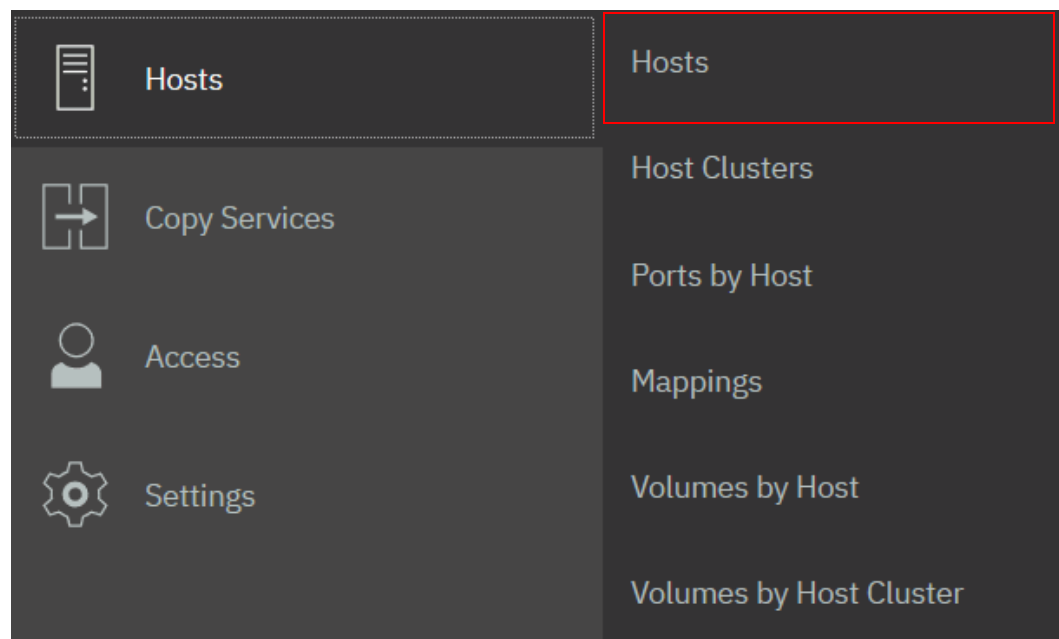 Hosts
Copy Services
Access
Settings
Hosts
Host Clusters
Ports by Host
Mappings
Volumes by Host
Volumes by Host Cluster